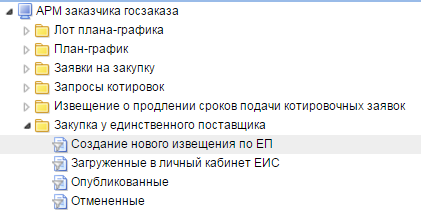 АРМ заказчика госзаказа
Лот плана-графика
План-график
Заявки на закупку
Запросы котировок
Извещение о продлении сроков подачи котировочных заявок
Закупка у единственного поставщика
Создание нового извещения по ЕП
Загруженные в личный кабинет ЕИС
Опубликованные
Отмененные